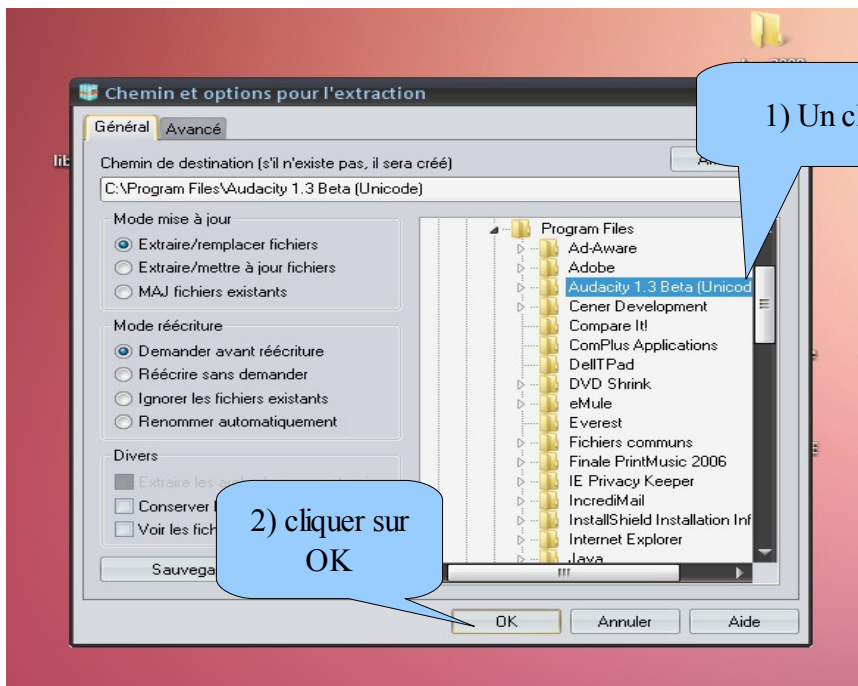 Chemin et options pour l'extraction
1) Un
Général Avancé
Chemin de destination (s'il n'existe pas, il sera créé)
C:\Program Files\Audacity 1.3 Beta (Unicode)
Mode mise à jour
Extraire/remplacer fichiers
Extraire/mettre à jour fichiers
MAJ fichiers existants
Mode réécriture
Demander avant réécriture
Réécrire sans demander
Ignorer les fichiers existants
Renommer automatiquement
Divers
Extraire les
Conserver
Voir les
Program Files
Ad-Aware
Adobe
Audacity 1.3 Beta (Unicod
Cener Development
Compare It!
ComPlus Applications
DellTPad
DVD Shrink
eMule
Everest
Fichiers communs
Finale PrintMusic 2006
IE Privacy Keeper
IncrediMail
InstallShield Installation Inf
Internet Explorer
Java
2) cliquer sur
OK
Sauvega
OK Annuler Aide